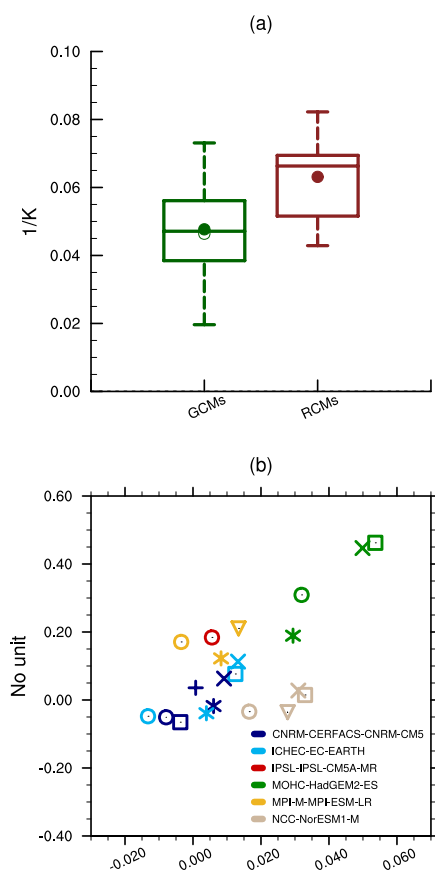 (a)
1/K
0.10
0.08
0.06
0.04
0.02
0.00
GCMs
RCMs
(b)
No unit
0.60
0.40
0.20
0.00
-0.20
-0.40
CNRM-CERFACS-CNRM-CM5
ICHEC-EC-EARTH
IPSL-IPSL-CM5A-MR
MOHC-HadGEM2-ES
MPI-M-MPI-ESM-LR
NCC-NorESM1-M
-0.020
0.000
0.020
0.040
0.060